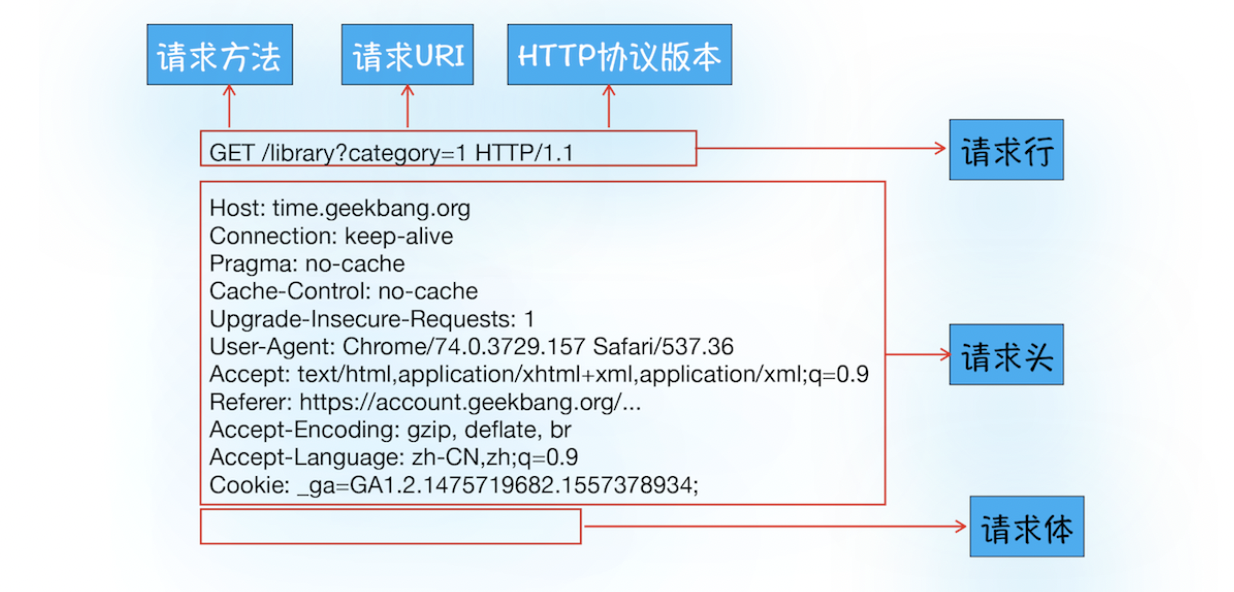 请求方法
请求URI
HTTP协议版本
GET /library?category=1 HTTP/1.1
请求行
Host: time.geekbang.org
Connection: keep-alive
Pragma: no-cache
Cache-Control: no-cache
Upgrade-Insecure-Requests: 1
User-Agent: Chrome/74.0.3729.157 Safari/537.36
Accept: text/html,application/xhtml+xml,application/xml;q=0.9
Referer: https://account.geekbang.org/...
Accept-Encoding: gzip, deflate, br
Accept-Language: zh-CN,zh;q=0.9
Cookie: _ga=GA1.2.1475719682.1557378934;
请求头
请求体